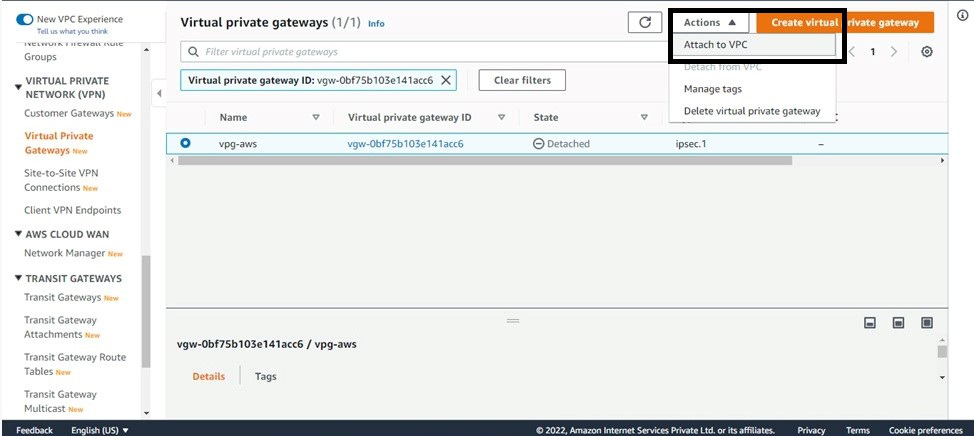 New VPC Experience
Tell us what you think
Network Firewall Rule
Groups
VIRTUAL PRIVATE
NETWORK (VPN)
Customer Gateways New
Virtual Private
Gateways New
Site-to-Site VPN
Connections New
Client VPN Endpoints
AWS CLOUD WAN
Network Manager New
TRANSIT GATEWAYS
Transit Gateways New
Transit Gateway
Attachments New
Transit Gateway Route
Tables New
Transit Gateway
Multicast New
Virtual private gateways (1/1) Info
Actions
Create virtual private gateway
Filter virtual private gateways
1
Attach to VPC
Detach from VPC
Manage tags
Delete virtual private gateway
Virtual private gateway ID: vgw-0bf75b103e141acc6
Clear filters
Name Virtual private gateway ID State
vpg-aws vgw-0bf75b103e141acc6 Detached ipsec.1 –
vgw-0bf75b103e141acc6 / vpg-aws
Details Tags
Feedback English (US) © 2022, Amazon Internet Services Private Ltd. or its affiliates. Privacy Terms Cookie preferences